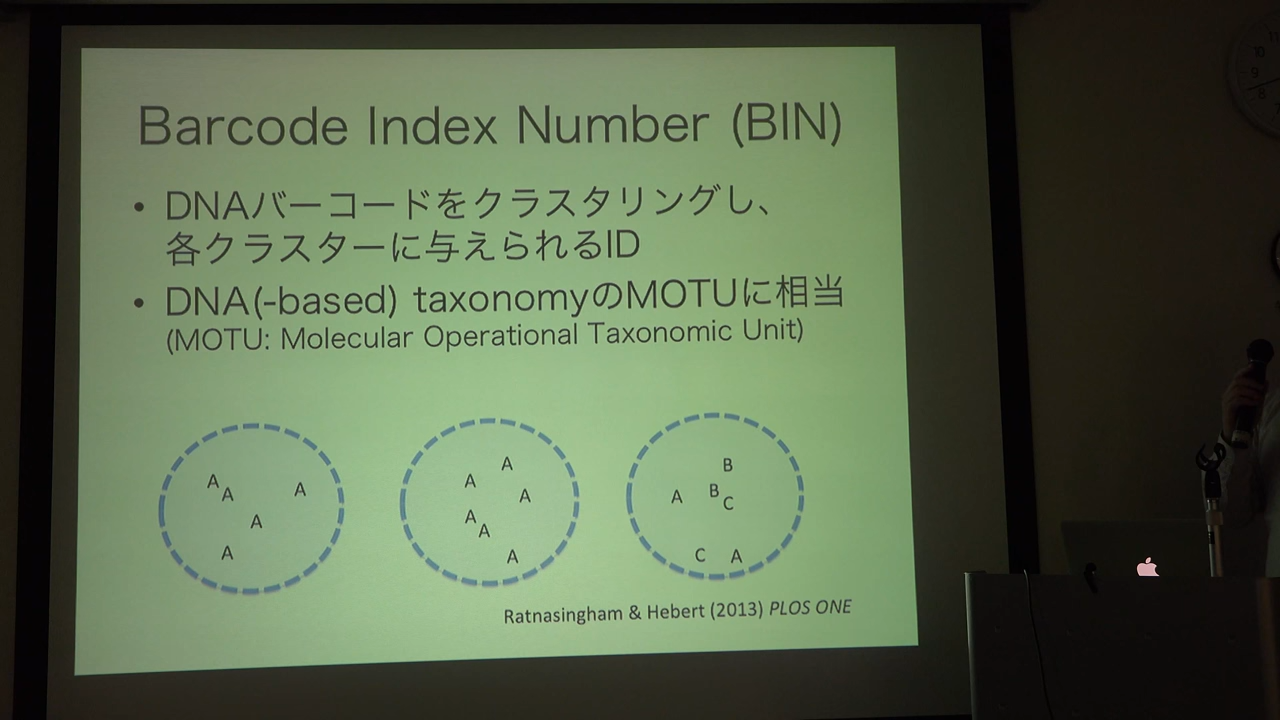 Barcode Index Number (BIN)
• DNAバーコードをクラスタリングし、
各クラスターに与えられるID
• DNA(-based) taxonomyのMOTUに相当
(MOTU: Molecular Operational Taxonomic Unit)
A A A A A
A A A A A A
B A B C C A
Ratnasingham & Hebert (2013) PLOS ONE